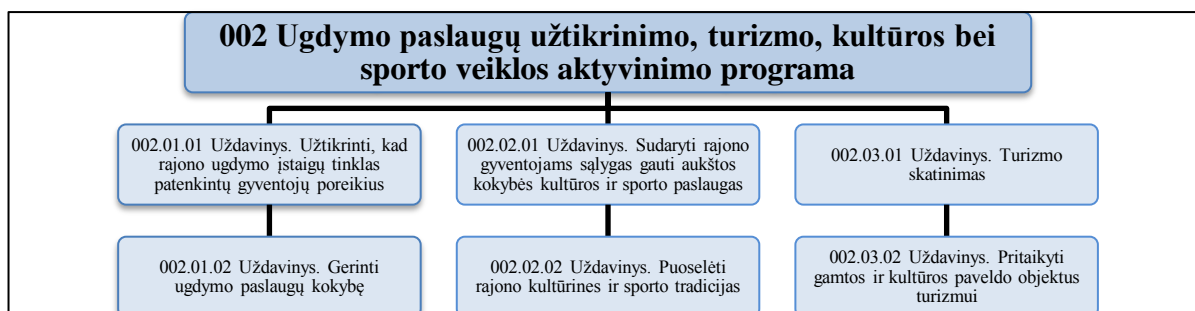 002 Ugdymo paslaugų užtikrinimo, turizmo, kultūros bei
sporto veiklos aktyvinimo programa
002.01.01 Uždavinys. Užtikrinti, kad
rajono ugdymo įstaigų tinklas
patenkintų gyventojų poreikius
002.02.01 Uždavinys. Sudaryti rajono
gyventojams sąlygas gauti aukštos
kokybės kultūros ir sporto paslaugas
002.03.01 Uždavinys. Turizmo
skatinimas
002.01.02 Uždavinys. Gerinti
ugdymo paslaugų kokybę
002.02.02 Uždavinys. Puoselėti
rajono kultūrines ir sporto tradicijas
002.03.02 Uždavinys. Pritaikyti
gamtos ir kultūros paveldo objektus
turizmui